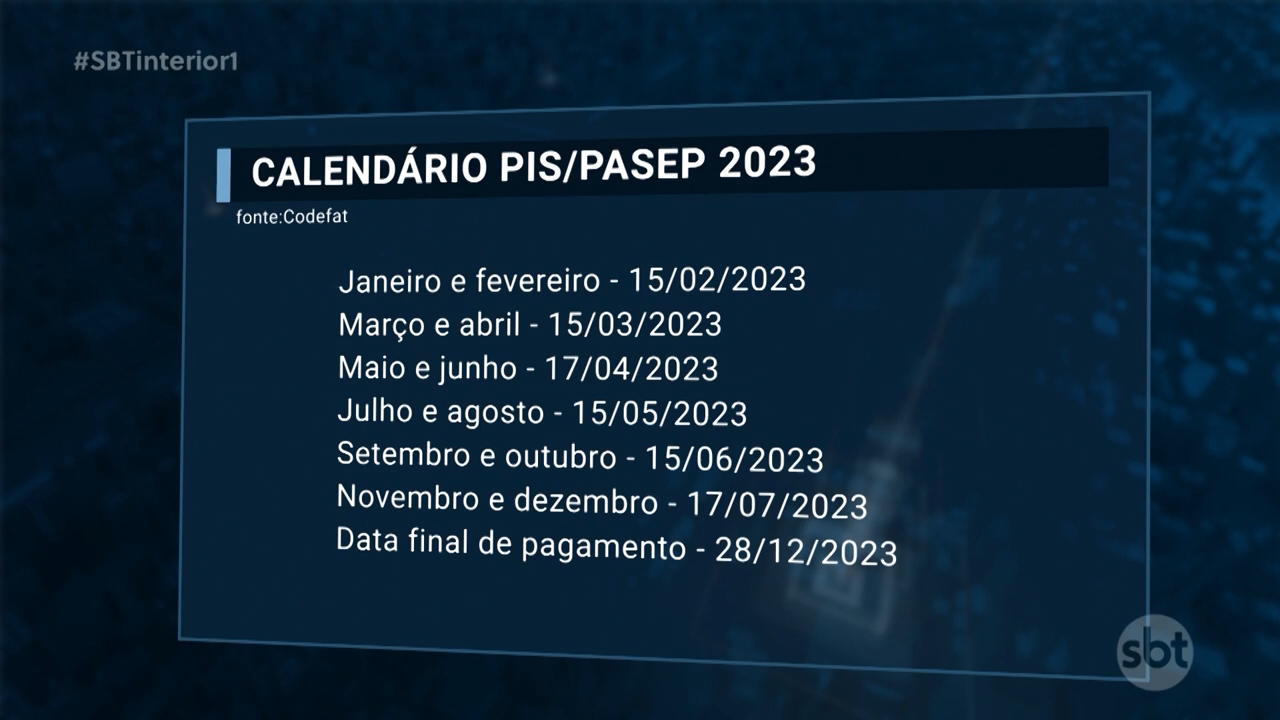 #SBTinterior1
CALENDÁRIO PIS/PASEP 2023
fonte:Codefat
Janeiro e fevereiro - 15/02/2023
Março e abril - 15/03/2023
Maio e junho - 17/04/2023
Julho e agosto - 15/05/2023
Setembro e outubro - 15/06/2023
Novembro e dezembro - 17/07/2023
Data final de pagamento - 28/12/2023
sbt